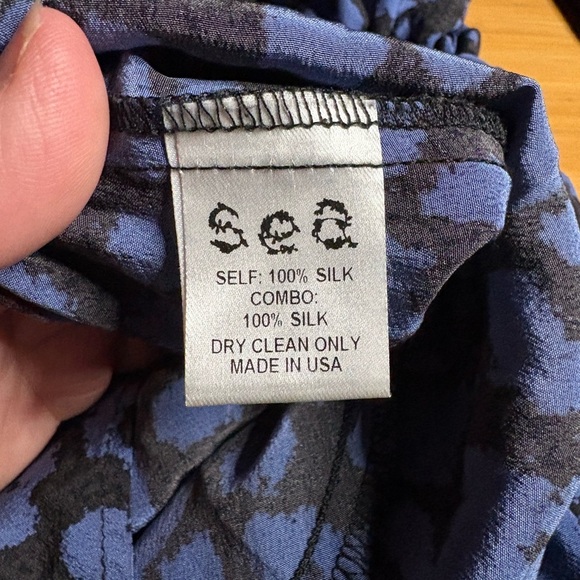 sea
SELF: 100% SILK
COMBO:
100% SILK
DRY CLEAN ONLY
MADE IN USA